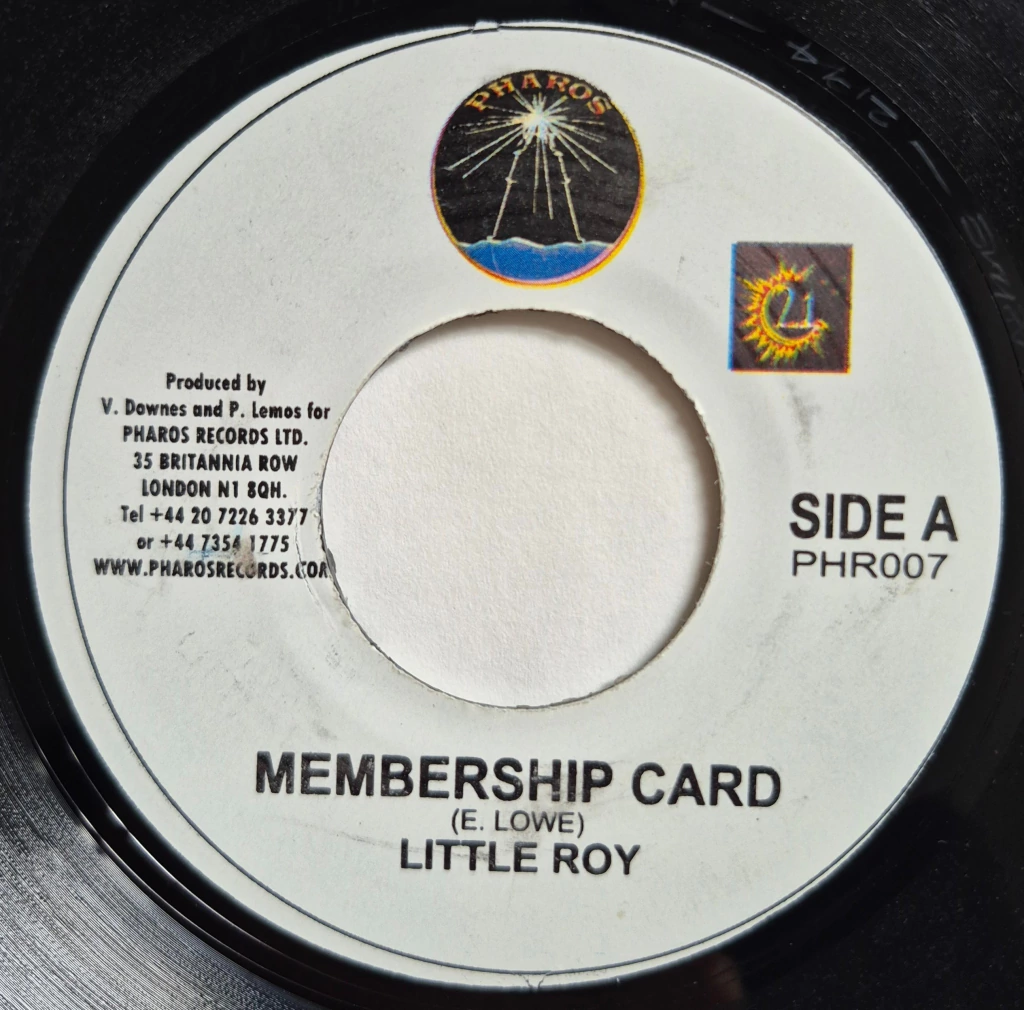 PHAROS
21
Produced by
V. Downes and P. Lemos for
PHAROS RECORDS LTD.
35 BRITANNIA ROW
LONDON N1 8QH.
Tel +44 20 7226 3377
or +44 7354 1775
WWW.PHAROSRECORDS.COM
SIDE A
PHR007
MEMBERSHIP CARD
(E. LOWE)
LITTLE ROY